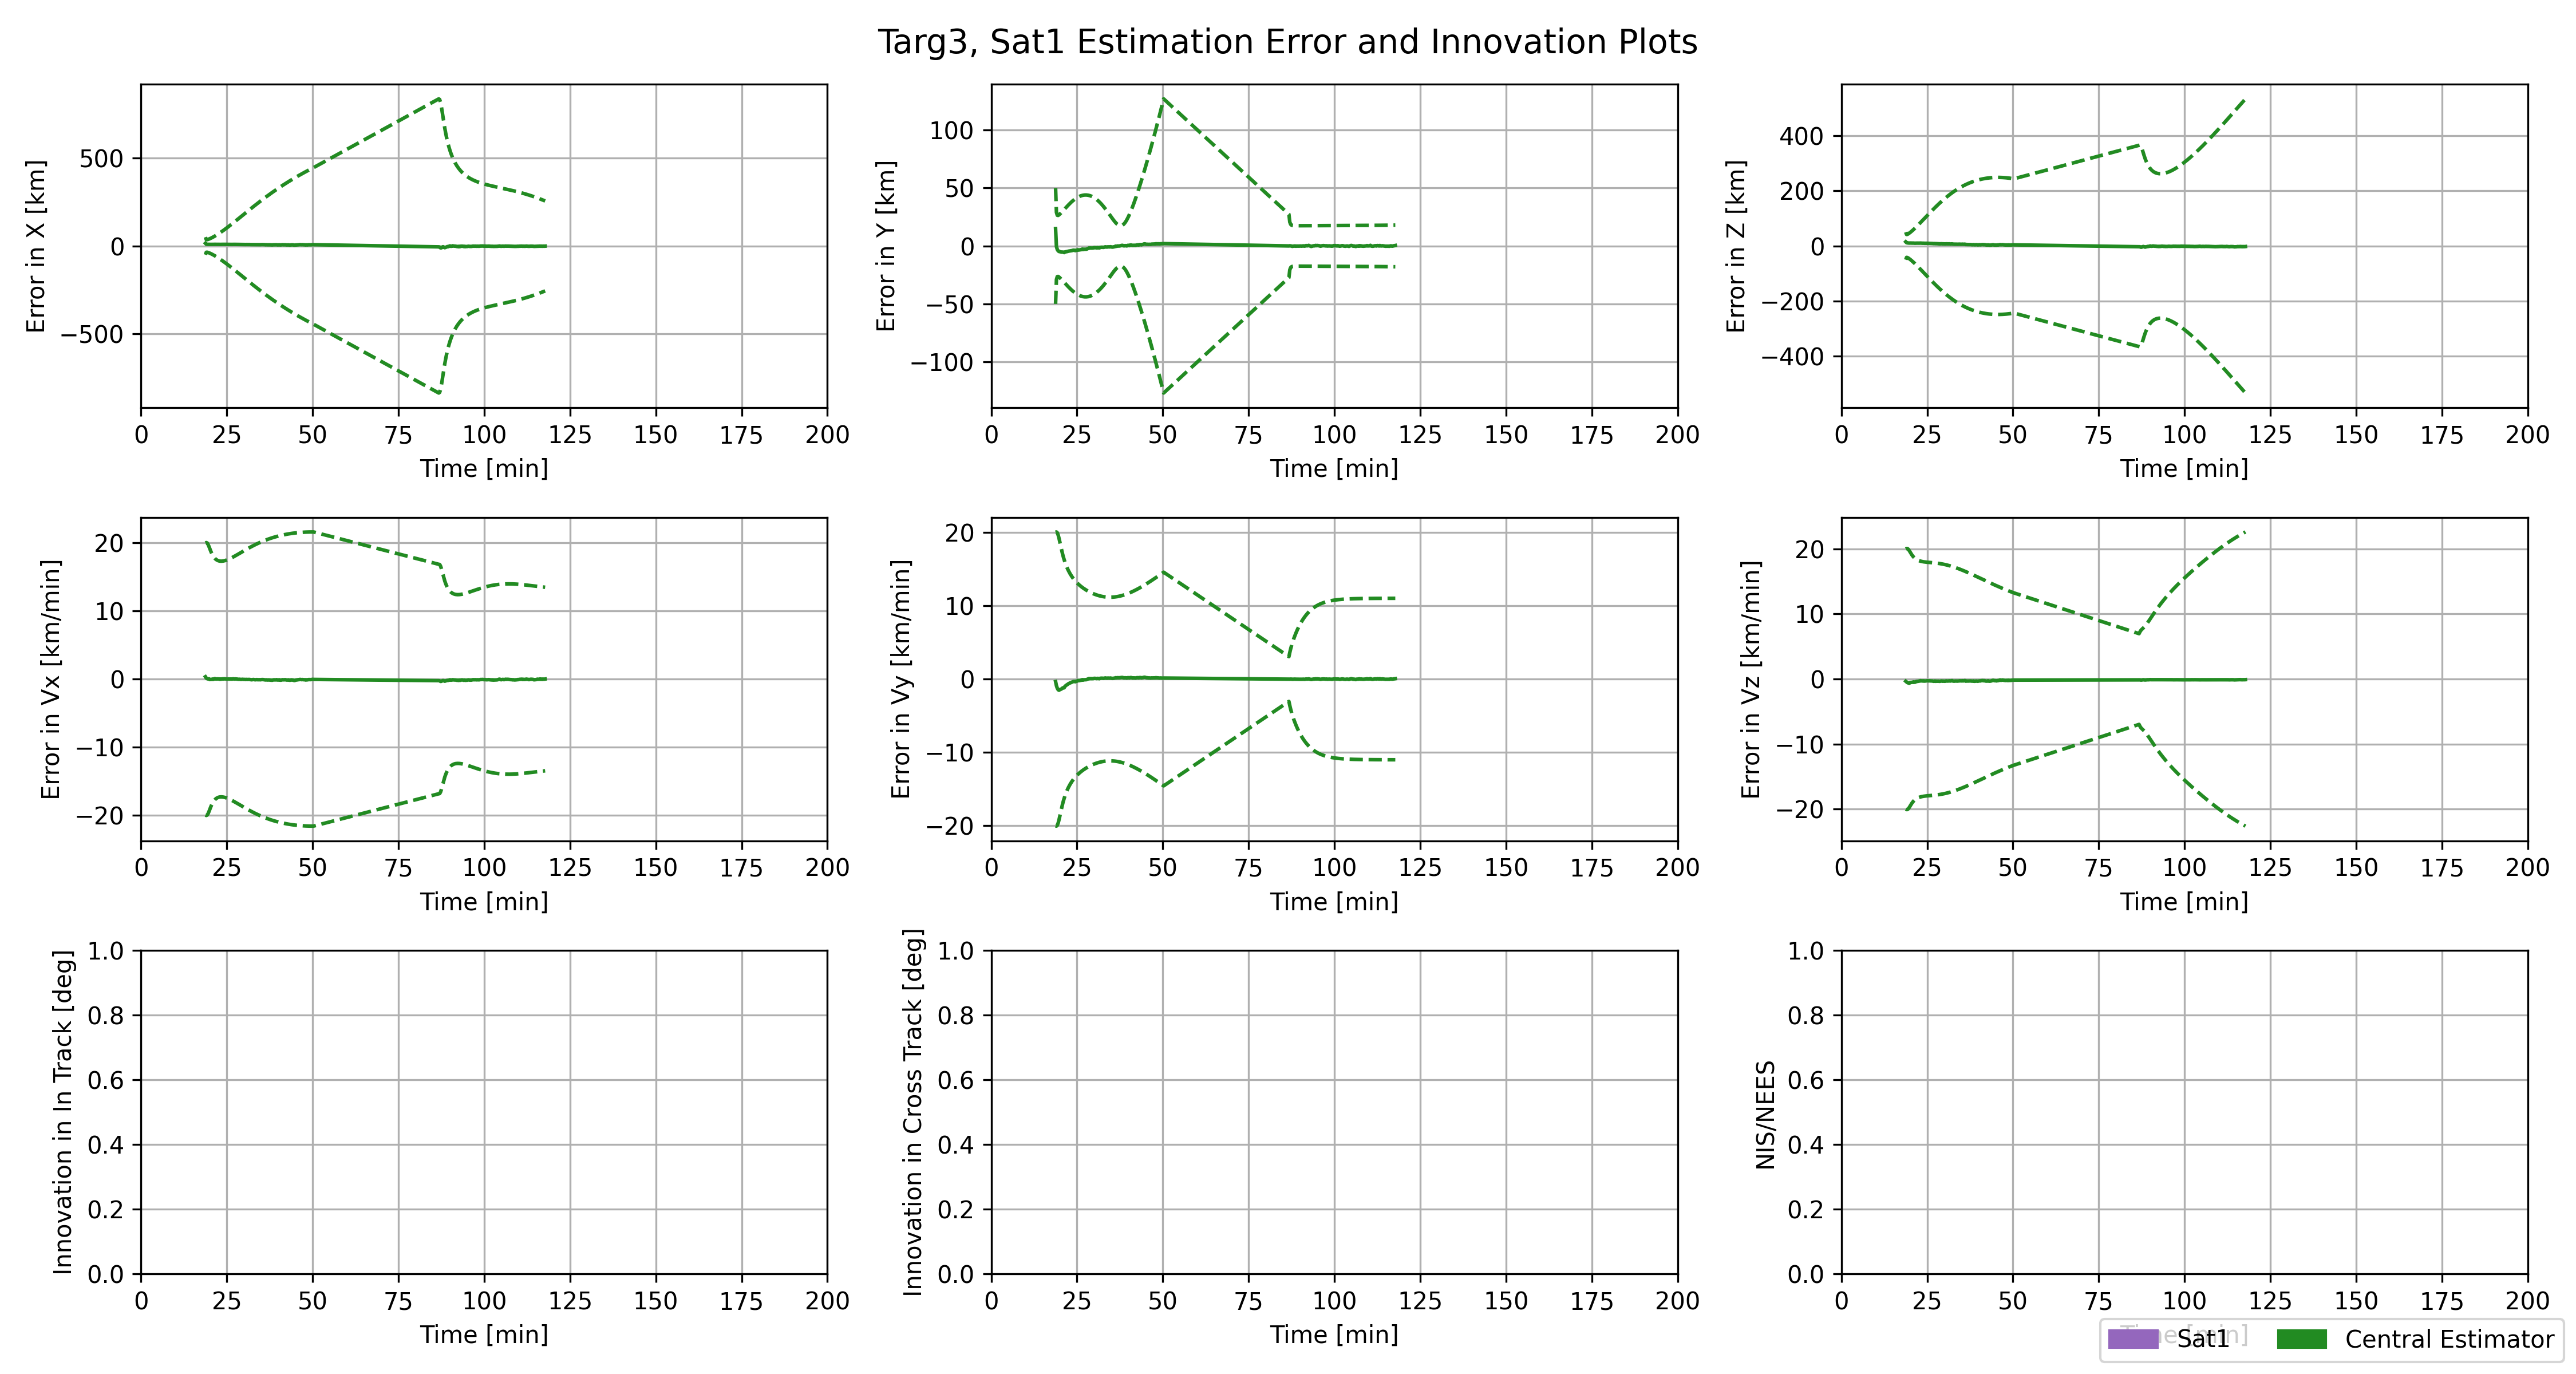 Targ3, Sat1 Estimation Error and Innovation Plots
Error in X [km]
500
0
−500
0 25 50 75 100 125 150 175 200
Time [min]
Error in Y [km]
100
50
0
−50
−100
0 25 50 75 100 125 150 175 200
Time [min]
Error in Z [km]
400
200
0
−200
−400
0 25 50 75 100 125 150 175 200
Time [min]
Error in Vx [km/min]
20
10
0
−10
−20
0 25 50 75 100 125 150 175 200
Time [min]
Error in Vy [km/min]
20
10
0
−10
−20
0 25 50 75 100 125 150 175 200
Time [min]
Error in Vz [km/min]
20
10
0
−10
−20
0 25 50 75 100 125 150 175 200
Time [min]
Innovation in In Track [deg]
1.0
0.8
0.6
0.4
0.2
0.0
0 25 50 75 100 125 150 175 200
Time [min]
Innovation in Cross Track [deg]
1.0
0.8
0.6
0.4
0.2
0.0
0 25 50 75 100 125 150 175 200
Time [min]
NIS/NEES
1.0
0.8
0.6
0.4
0.2
0.0
0 25 50 75 100 125 150 175 200
Time [min]
Sat1 Central Estimator